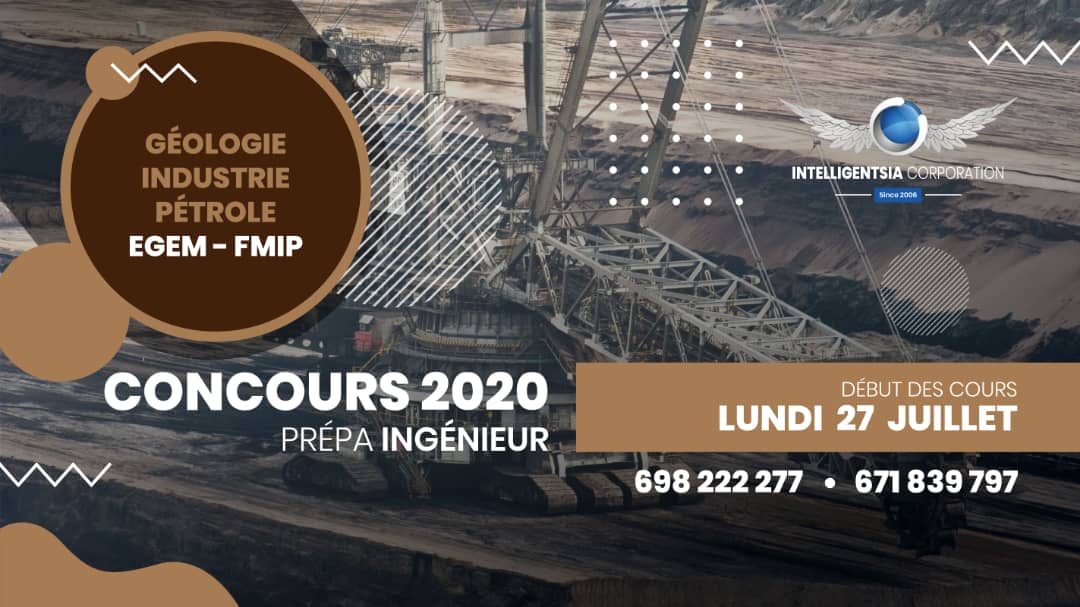 GÉOLOGIE
INDUSTRIE
PÉTROLE
EGEM - FMIP
INTELLIGENTSIA CORPORATION
Since 2006
CONCOURS 2020
PRÉPA INGÉNIEUR
DÉBUT DES COURS
LUNDI 27 JUILLET
698 222 277 • 671 839 797